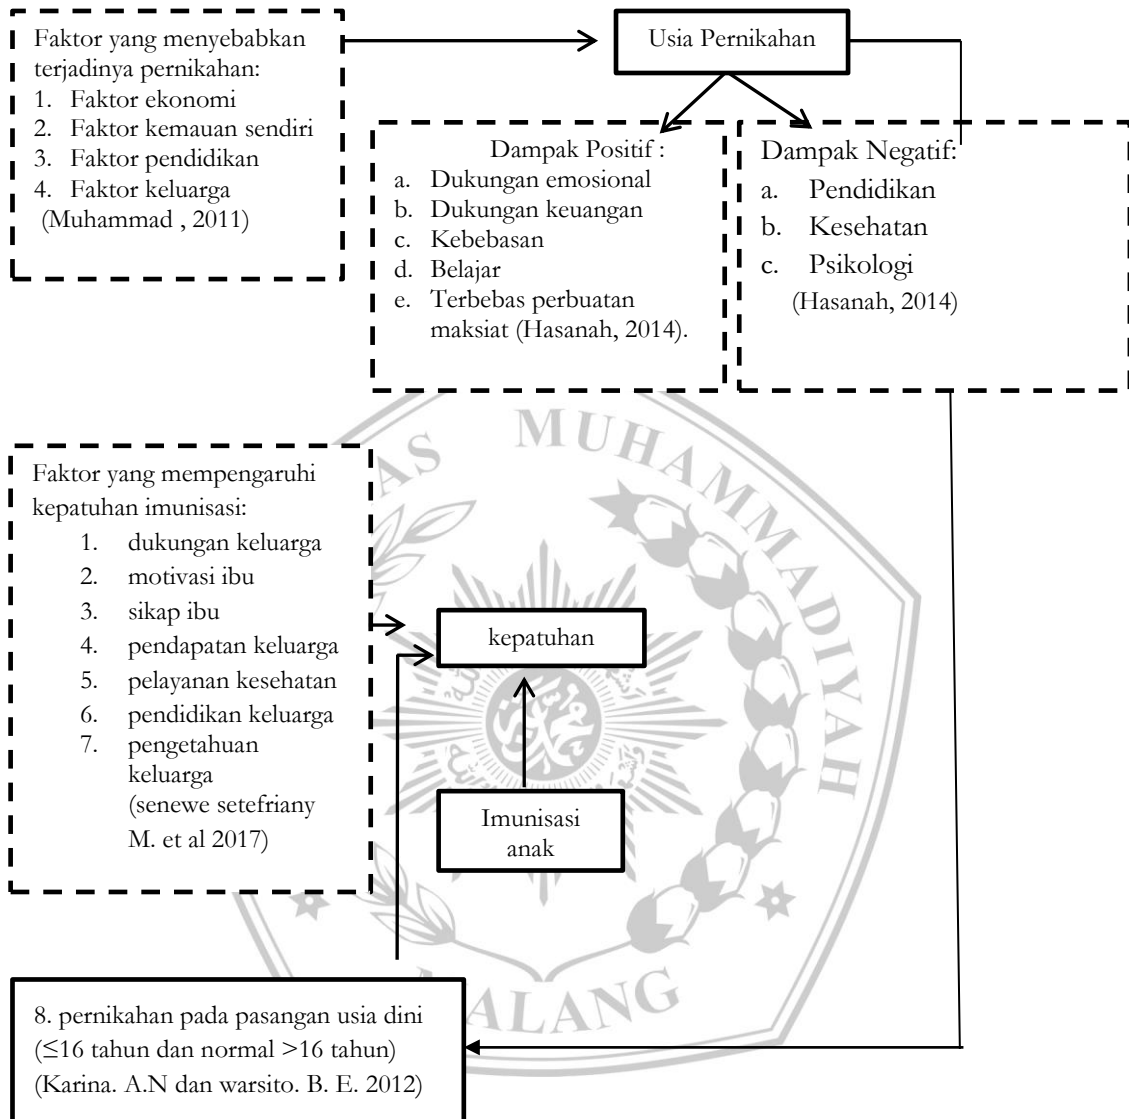 Faktor yang menyebabkan
terjadinya pernikahan:
1. Faktor ekonomi
2. Faktor kemauan sendiri
3. Faktor pendidikan
4. Faktor keluarga
(Muhammad , 2011)
Usia Pernikahan
Dampak Positif :
a. Dukungan emosional
b. Dukungan keuangan
c. Kebebasan
d. Belajar
e. Terbebas perbuatan
maksiat (Hasanah, 2014).
Dampak Negatif:
a. Pendidikan
b. Kesehatan
c. Psikologi
(Hasanah, 2014)
Faktor yang mempengaruhi
kepatuhan imunisasi:
1. dukungan keluarga
2. motivasi ibu
3. sikap ibu
4. pendapatan keluarga
5. pelayanan kesehatan
6. pendidikan keluarga
7. pengetahuan
keluarga
(senewe setefriany
M. et al 2017)
kepatuhan
Imunisasi
anak
8. pernikahan pada pasangan usia dini
(≤16 tahun dan normal >16 tahun)
(Karina. A.N dan warsito. B. E. 2012)
AS MUHAMMADIYAH
ALANG